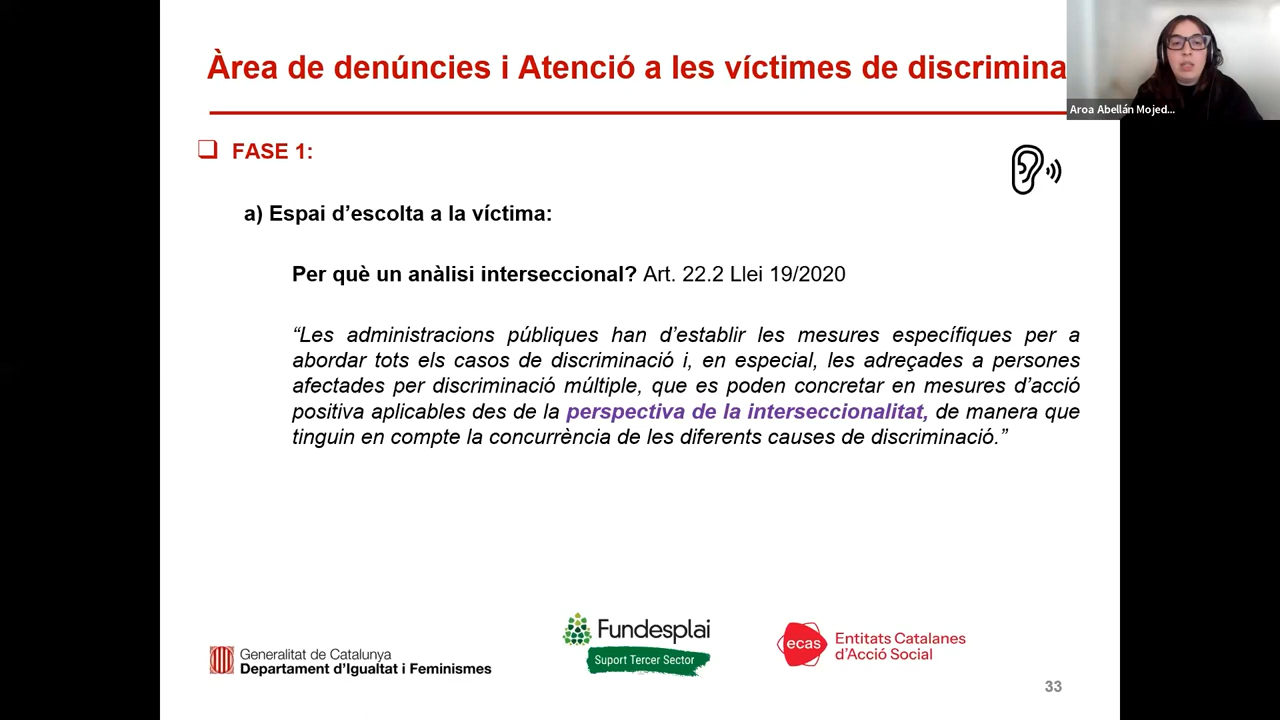 Àrea de denúncies i Atenció a les víctimes de discrimina
Aroa Abellán Mojed...
FASE 1:
a) Espai d’escolta a la víctima:
Per què un anàlisi interseccional? Art. 22.2 Llei 19/2020
“Les administracions públiques han d’establir les mesures específiques per a
abordar tots els casos de discriminació i, en especial, les adreçades a persones
afectades per discriminació múltiple, que es poden concretar en mesures d’acció
positiva aplicables des de la perspectiva de la interseccionalitat, de manera que
tinguin en compte la concurrència de les diferents causes de discriminació.”
Generalitat de Catalunya
Departament d’Igualtat i Feminismes
Fundesplai
Suport Tercer Sector
ecas
Entitats Catalanes
d’Acció Social
33